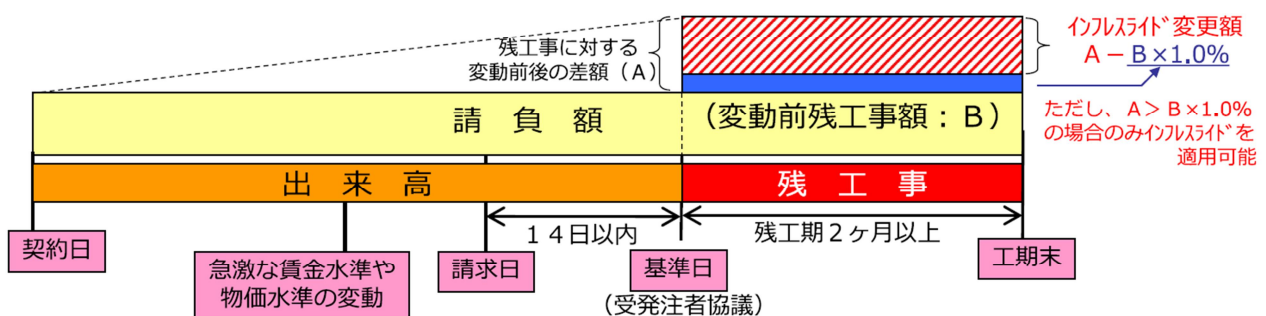 残工事に対する
変動前後の差額（Ａ）
ｲﾝﾌﾚｽﾗｲﾄﾞ変更額
Ａ－Ｂ×1.0%
請　負　額
（変動前残工事額：Ｂ）
ただし、Ａ＞Ｂ×1.0%
の場合のみｲﾝﾌﾚｽﾗｲﾄﾞを
適用可能
出　来　高
残　工　事
１４日以内
残工期２ヶ月以上
契約日
急激な賃金水準や
物価水準の変動
請求日
基準日
工期末
（受発注者協議）